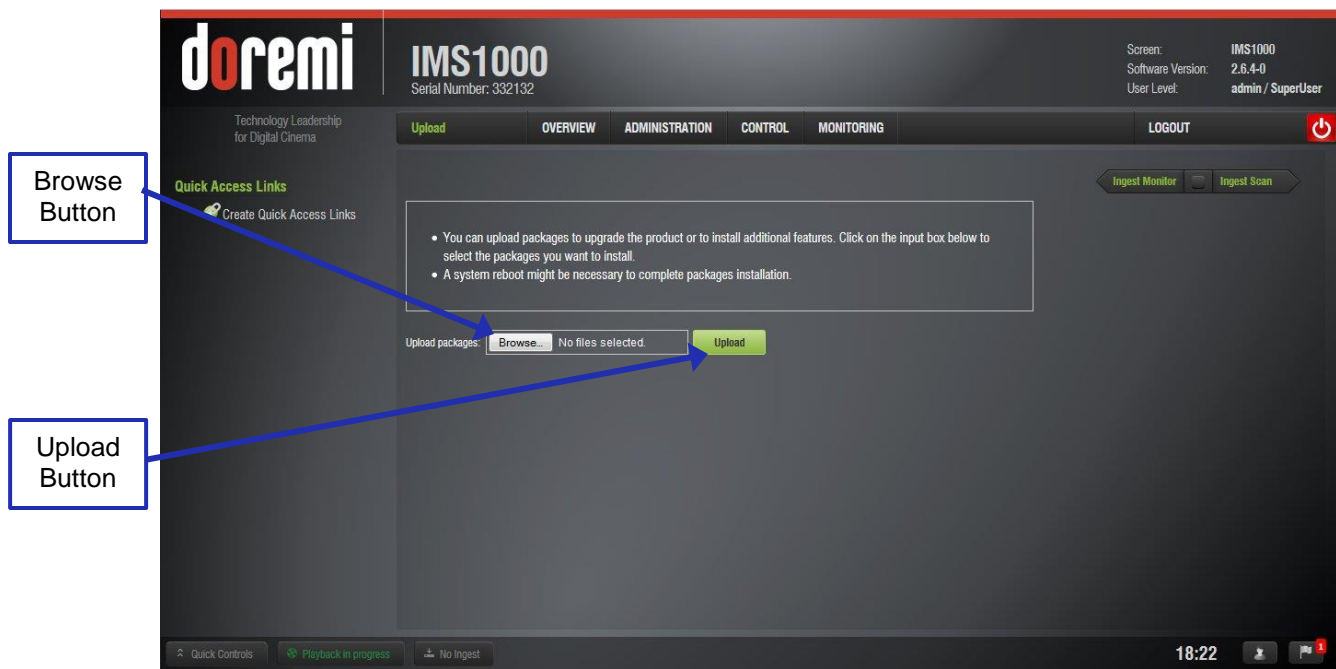 doremi
Technology Leadership
for Digital Cinema
IMS1000
Serial Number: 332132
Screen: IMS1000
Software Version: 2.6.4-0
User Level: admin / SuperUser
Upload OVERVIEW ADMINISTRATION CONTROL MONITORING LOGOUT
Browse
Button
Quick Access Links
Create Quick Access Links
Ingest Monitor Ingest Scan
• You can upload packages to upgrade the product or to install additional features. Click on the input box below to
select the packages you want to install.
• A system reboot might be necessary to complete packages installation.
Upload packages: Browse... No files selected. Upload
Upload
Button
Quick Controls Playback in progress No Ingest 18:22 1